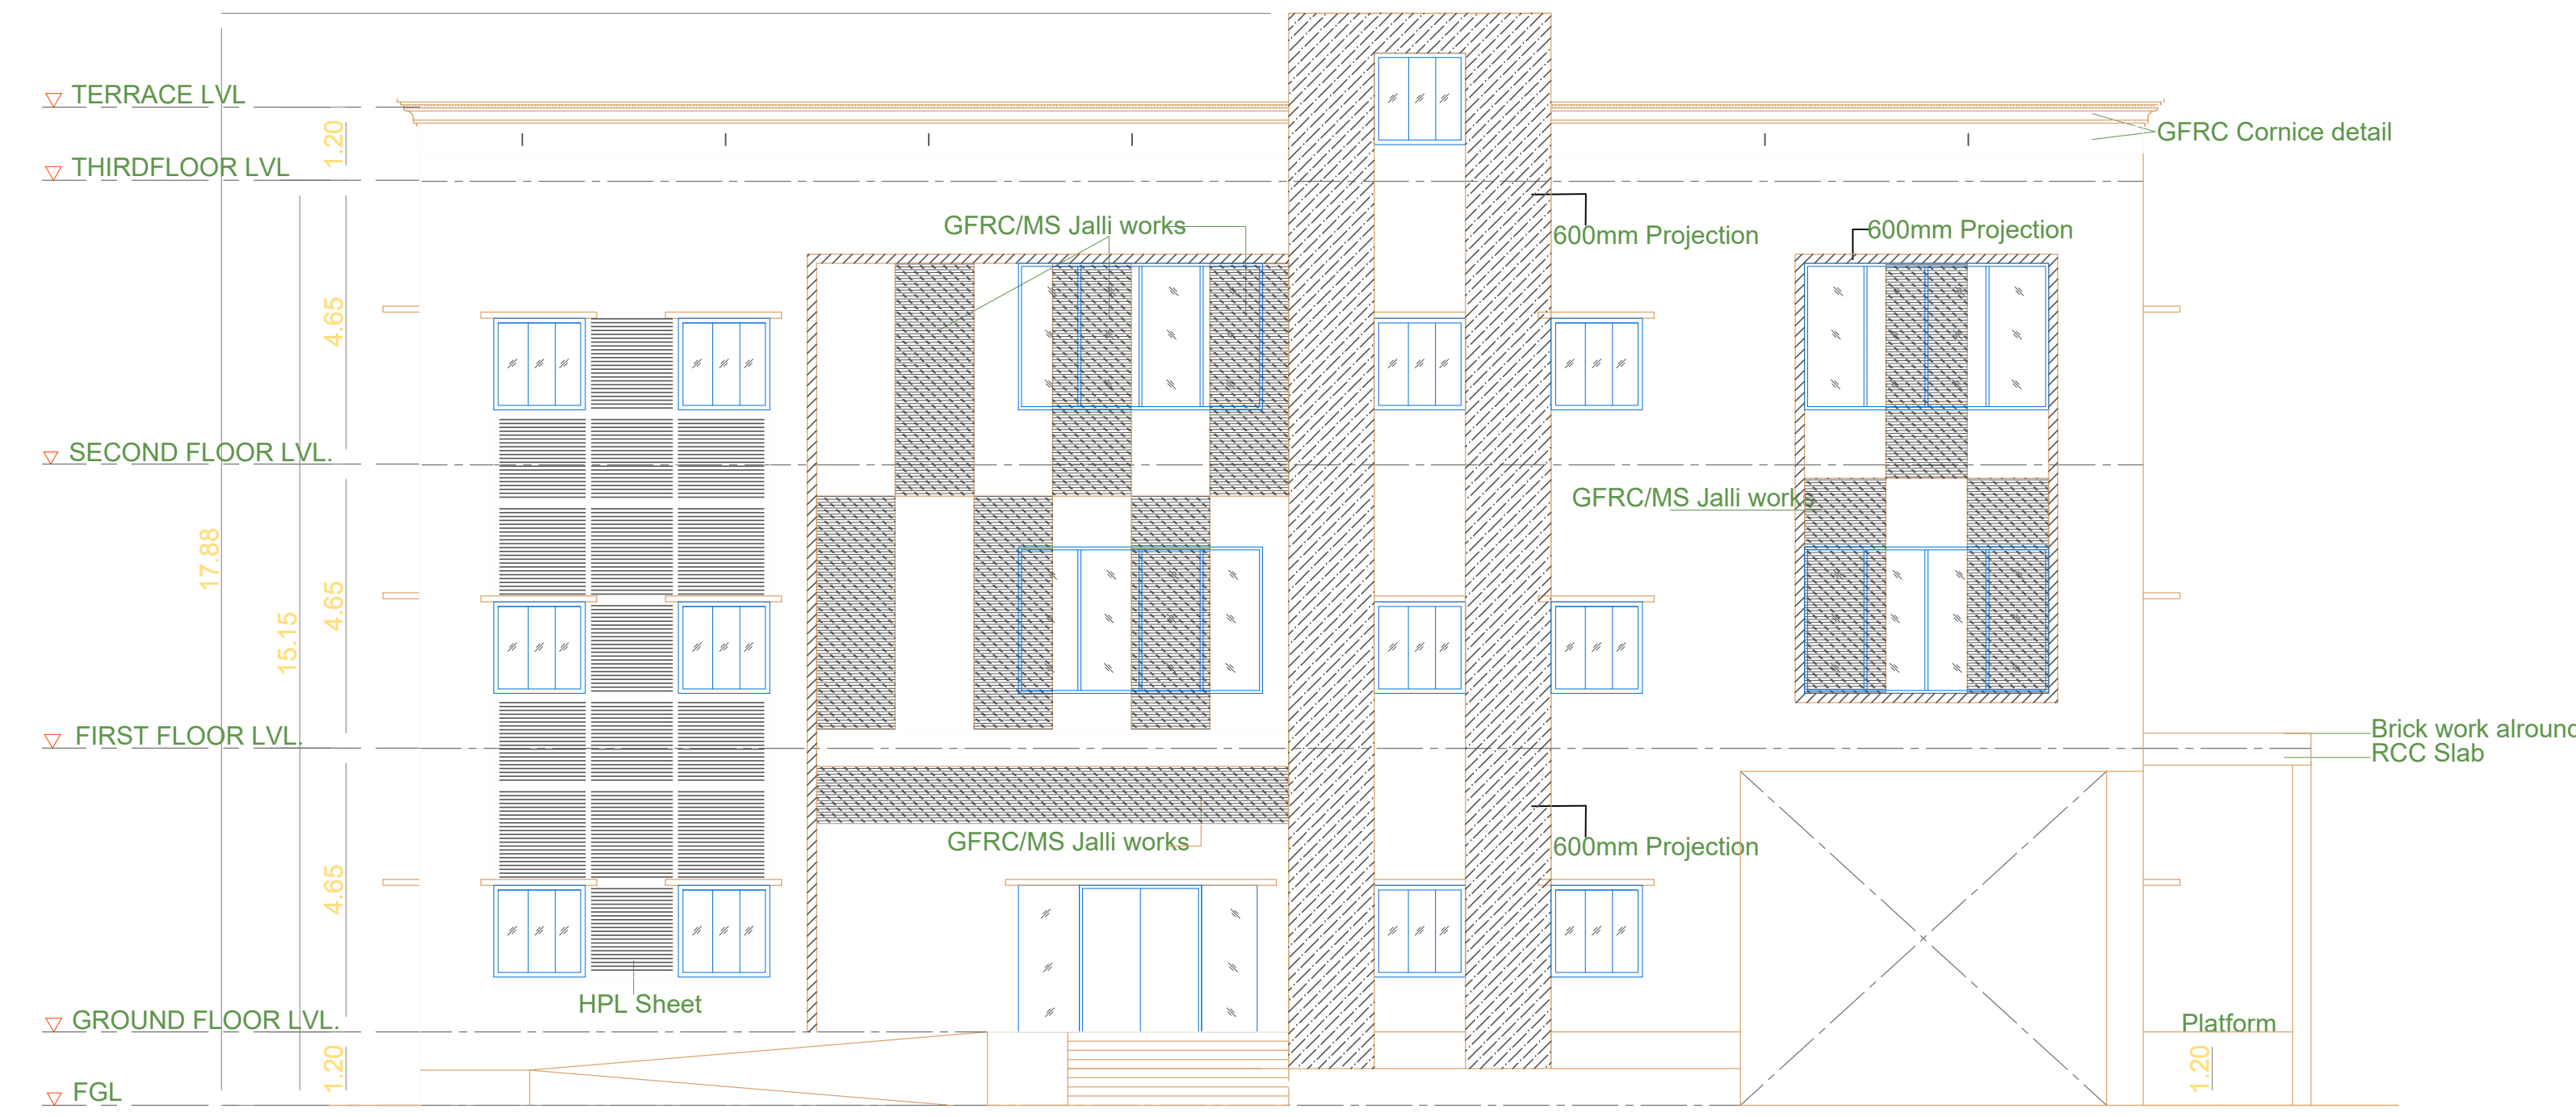 TERRACE LVL
1.20
GFRC Cornice detail
THIRDFLOOR LVL
GFRC/MS Jalli works
600mm Projection
600mm Projection
4.65
SECOND FLOOR LVL.
GFRC/MS Jalli works
17.88
15.15
4.65
FIRST FLOOR LVL.
Brick work alround
RCC Slab
GFRC/MS Jalli works
600mm Projection
4.65
HPL Sheet
GROUND FLOOR LVL.
Platform
1.20
1.20
FGL